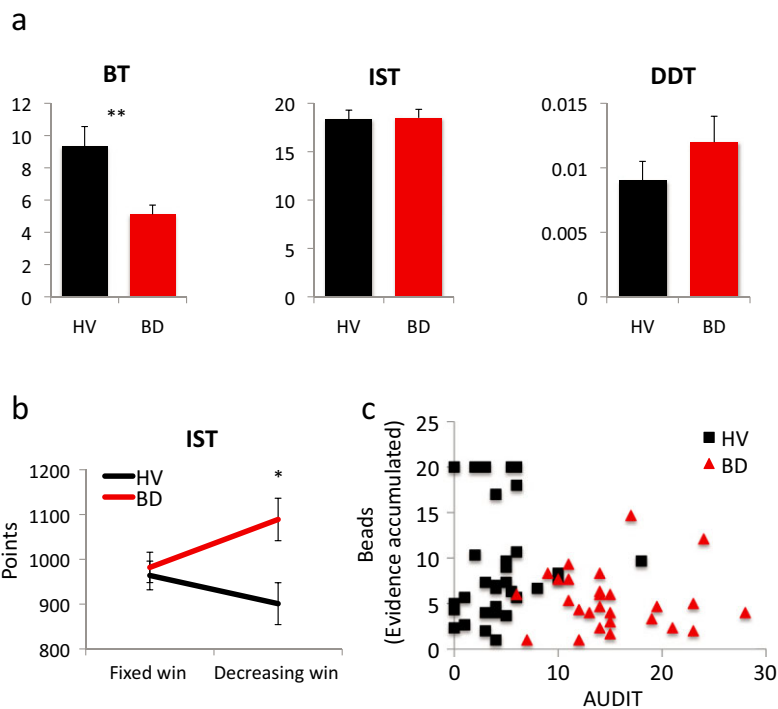 a
BT
IST
DDT
12
10
8
6
4
2
0
**
HV
BD
20
15
10
5
0
HV
BD
0.015
0.01
0.005
0
HV
BD
b
IST
1200
1100
1000
900
800
Points
HV
BD
*
Fixed win
Decreasing win
c
25
20
15
10
5
0
Beads
(Evidence accumulated)
HV
BD
0
10
20
30
AUDIT